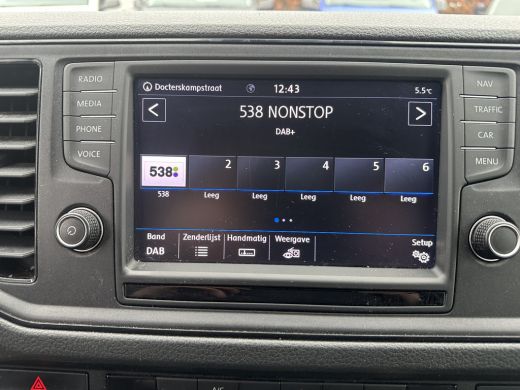 RADIO
MEDIA
PHONE
VOICE
Dockerskampstraat 12:43 5.5°C
538 NONSTOP
DAB+
538 2 3 4 5 6
538 Leeg Leeg Leeg Leeg Leeg
Band Zenderlijst Handmatig Weergave Setup
DAB
NAV
TRAFFIC
CAR
MENU
A/C